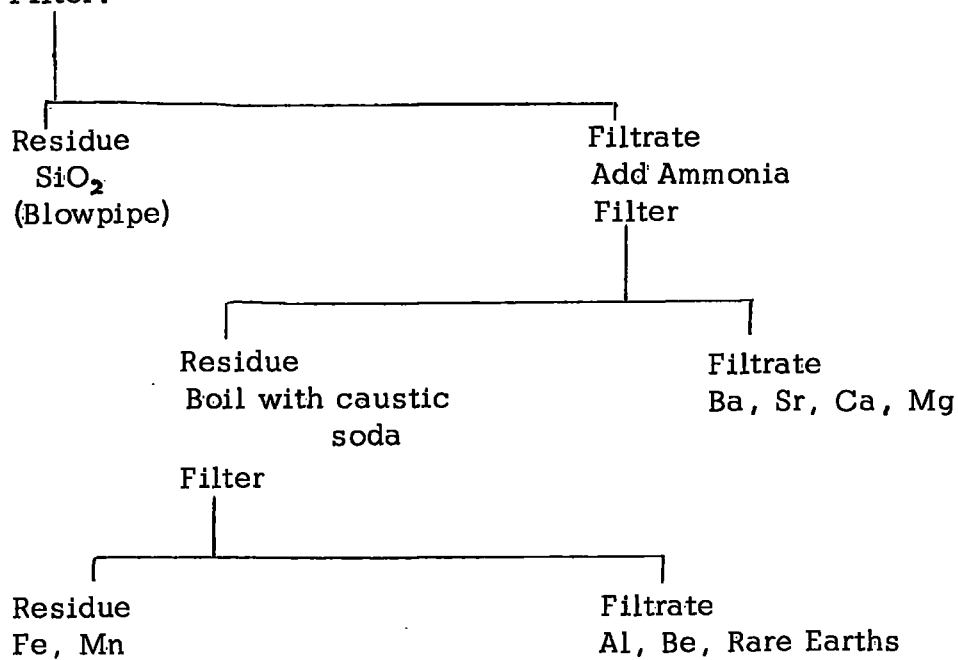 Filter.
Residue
SiO₂
(Blowpipe)
Filtrate
Add Ammonia
Filter
Residue
Boil with caustic
soda
Filter
Filtrate
Ba, Sr, Ca, Mg
Residue
Fe, Mn
Filtrate
Al, Be, Rare Earths